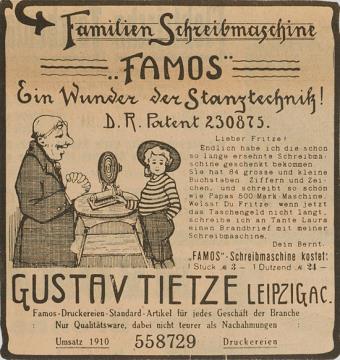 Familien Schreibmaschine
„FAMOS"
Ein Wunder der Stanztechnik!
D. R. Patent 230875.
Lieber Fritze!
Endlich habe ich die schon
so lange ersehnte Schreibma-
schine geschenkt bekommen.
Sie hat 84 grosse und kleine
Buchstaben Ziffern und Zei-
chen, und schreibt so schön
wie Papas 500-Mark-Maschine.
Weisst Du Fritze wenn jetzt
das Taschengeld nicht langt,
schreibe ich an Tante Laura
einen Brandbrief mit meiner
Schreibmaschine.
Dein Bernt.
„FAMOS"-Schreibmaschine kostet:
1 Stück M 3 — 1 Dutzend M 24 —
GUSTAV TIETZE LEIPZIG AC.
Famos-Druckereien-Standard-Artikel für jedes Geschäft der Branche
: Nur Qualitätsware, dabei nicht teurer als Nachahmungen :
Umsatz 1910 558729 Druckereien